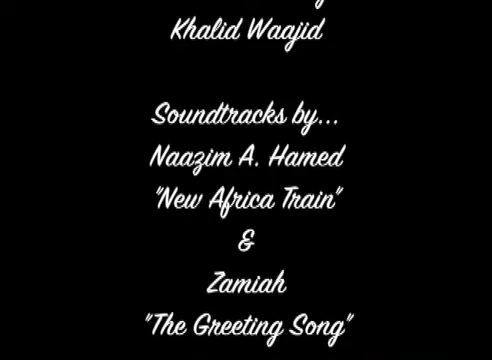 Khalid Waajid
Soundtracks by...
Naazim A. Hamed
"New Africa Train"
&
Zamiah
"The Greeting Song"